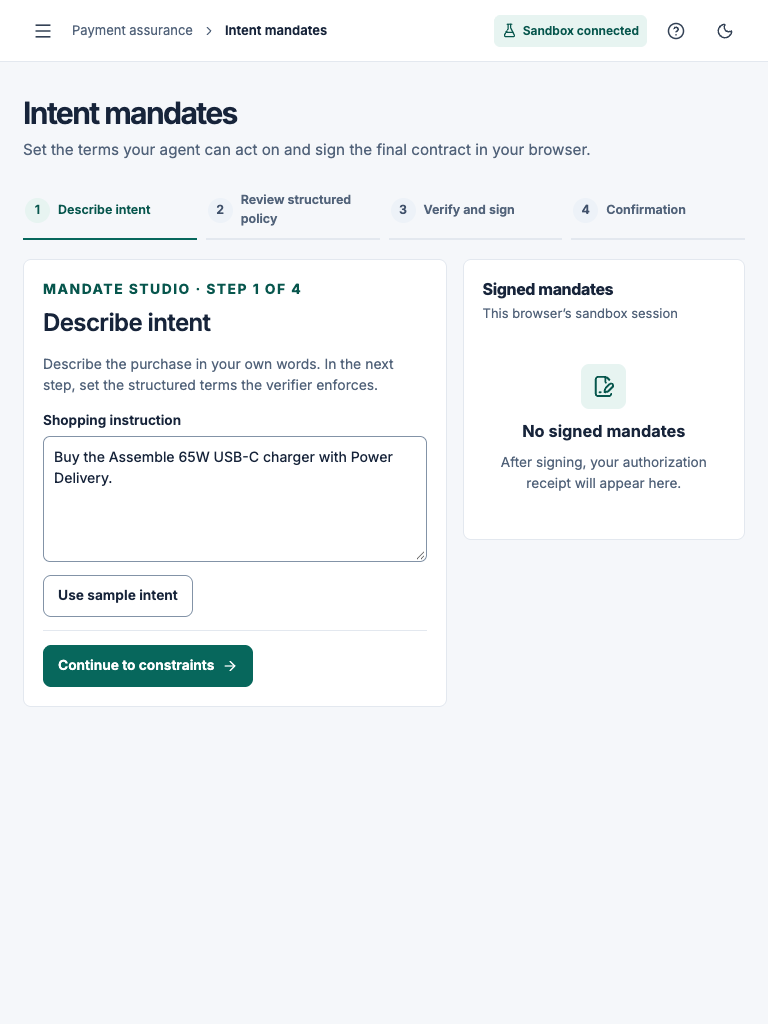 Payment assurance
Intent mandates
Sandbox connected
Intent mandates
Set the terms your agent can act on and sign the final contract in your browser.
1 Describe intent
2 Review structured
policy
3 Verify and sign
4 Confirmation
MANDATE STUDIO · STEP 1 OF 4
Describe intent
Describe the purchase in your own words. In the next
step, set the structured terms the verifier enforces.
Shopping instruction
Buy the Assemble 65W USB-C charger with Power
Delivery.
Use sample intent
Continue to constraints
Signed mandates
This browser’s sandbox session
No signed mandates
After signing, your authorization
receipt will appear here.